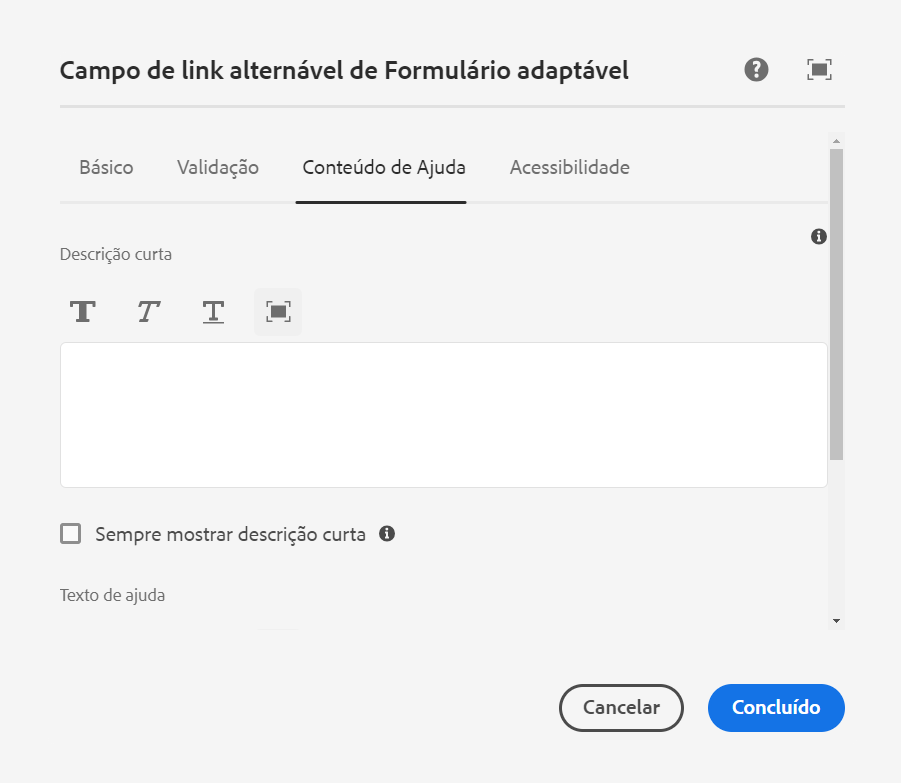 Campo de link alternável de Formulário adaptável
Básico Validação Conteúdo de Ajuda Acessibilidade
Descrição curta
Sempre mostrar descrição curta
Texto de ajuda
Cancelar Concluído